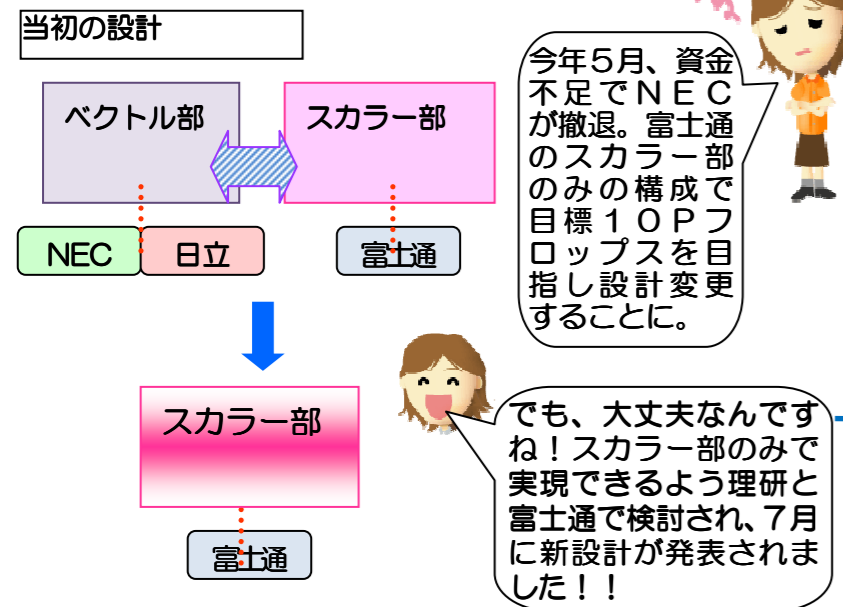 当初の設計
ベクトル部
スカラー部
NEC
日立
富士通
今年5月、資金
不足でNEC
が撤退。富士通
のスカラー部
のみの構成で
目標10Pフ
ロップスを目
指し設計変更
することに。
スカラー部
富士通
でも、大丈夫なんです
ね!スカラー部のみで
実現できるよう理研と
富士通で検討され、7月
に新設計が発表されま
した!!